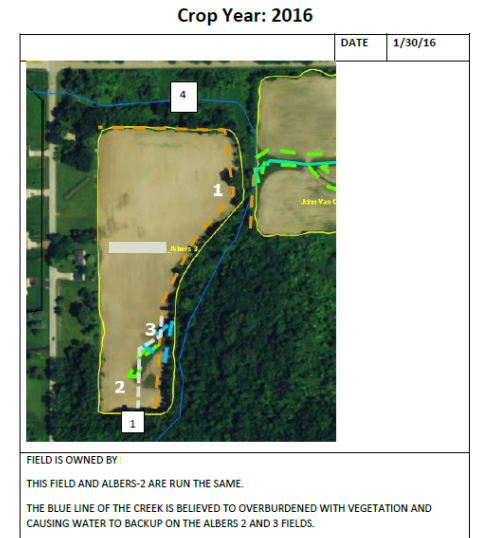 Crop Year: 2016
DATE 1/30/16
4
1
John Van
Albers 3
3
2
1
FIELD IS OWNED BY
THIS FIELD AND ALBERS-2 ARE RUN THE SAME.
THE BLUE LINE OF THE CREEK IS BELIEVED TO OVERBURDENED WITH VEGETATION AND
CAUSING WATER TO BACKUP ON THE ALBERS 2 AND 3 FIELDS.